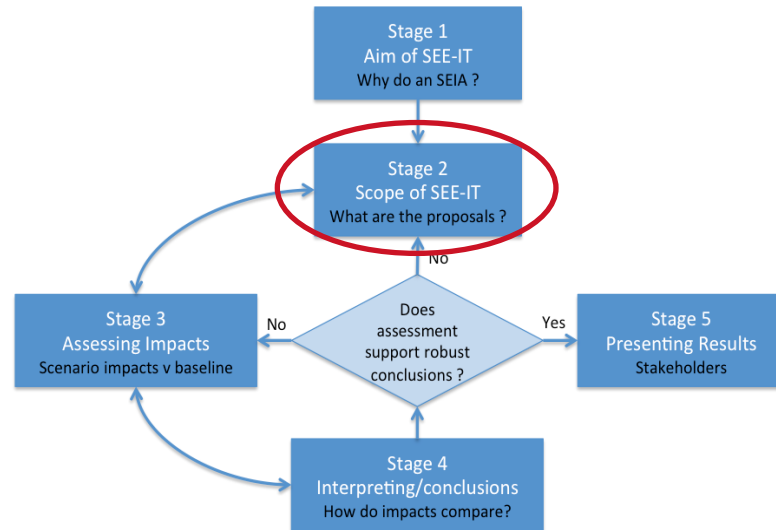 Stage 1
Aim of SEE-IT
Why do an SEIA ?
Stage 2
Scope of SEE-IT
What are the proposals ?
No
Does
assessment
support robust
conclusions ?
No
Yes
Stage 3
Assessing Impacts
Scenario impacts v baseline
Stage 5
Presenting Results
Stakeholders
Stage 4
Interpreting/conclusions
How do impacts compare?